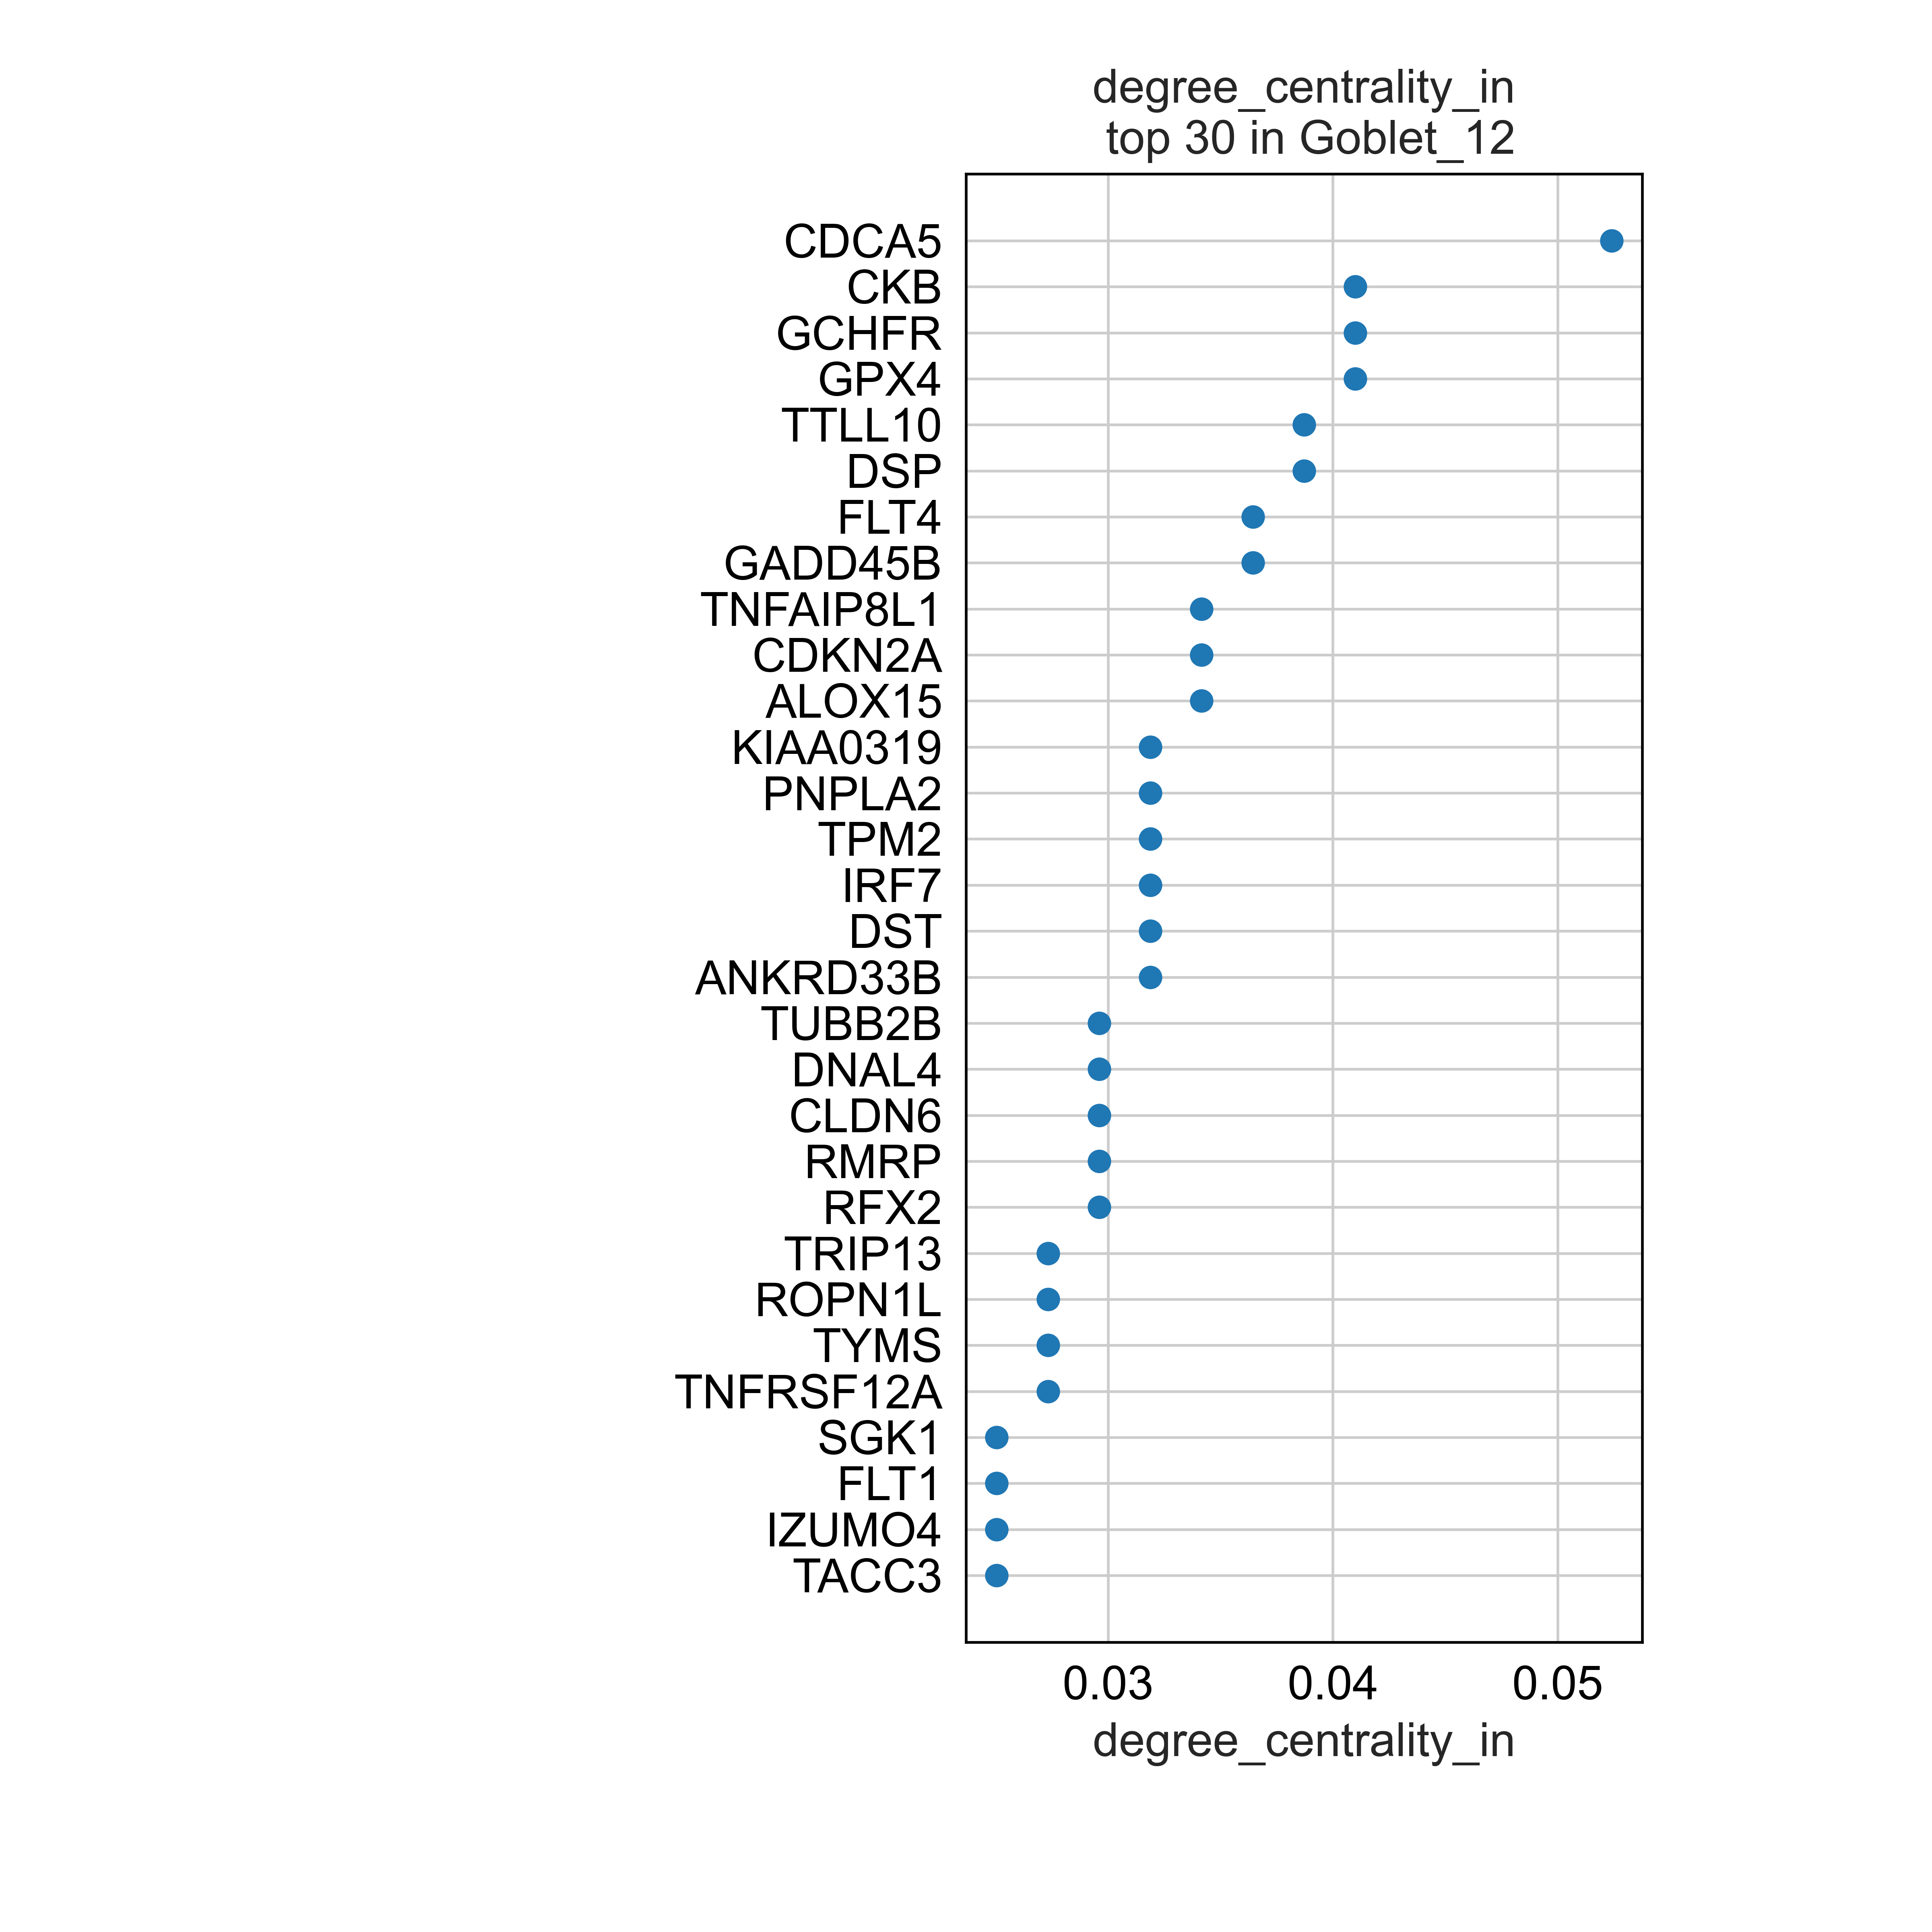 degree_centrality_in
top 30 in Goblet_12
CDCA5
CKB
GCHFR
GPX4
TTLL10
DSP
FLT4
GADD45B
TNFAIP8L1
CDKN2A
ALOX15
KIAA0319
PNPLA2
TPM2
IRF7
DST
ANKRD33B
TUBB2B
DNAL4
CLDN6
RMRP
RFX2
TRIP13
ROPN1L
TYMS
TNFRSF12A
SGK1
FLT1
IZUMO4
TACC3
0.03 0.04 0.05
degree_centrality_in